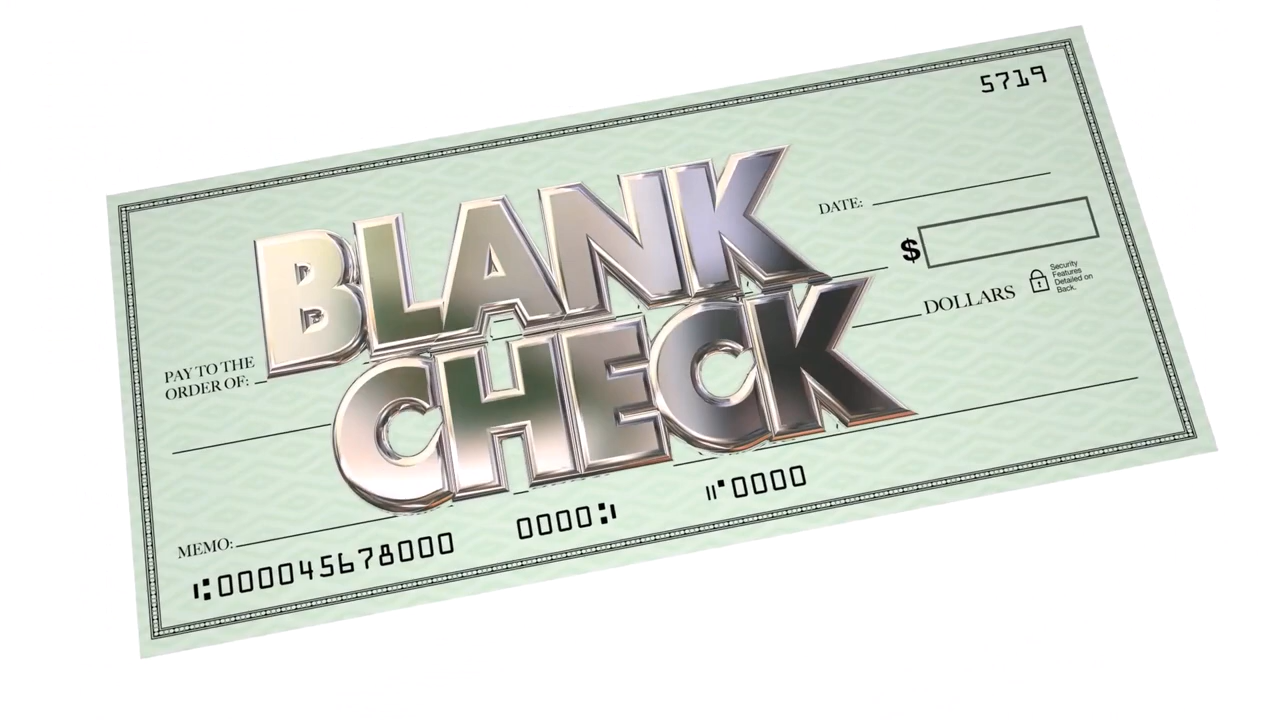 5719
BLANK
CHECK
DATE:
$
Security
Features
Detailed on
Back.
DOLLARS
PAY TO THE
ORDER OF:
MEMO:
⑆000045678000 0000⑆ ⑈0000